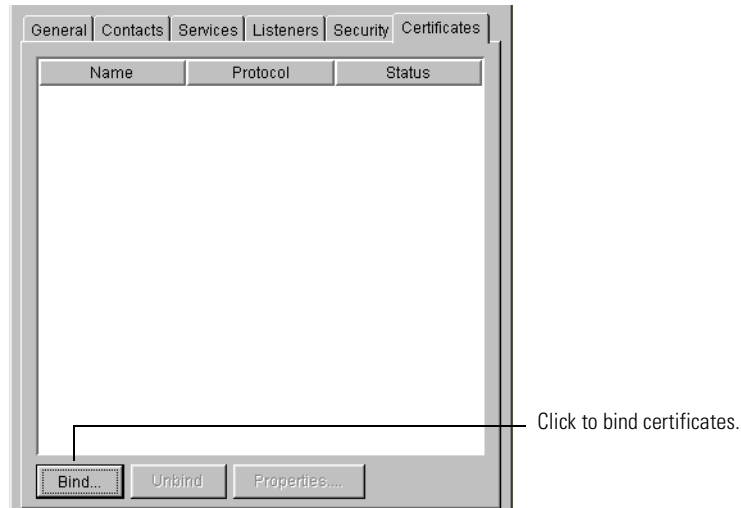 General Contacts Services Listeners Security Certificates
Name Protocol Status
Click to bind certificates.
Bind... Unbind Properties....